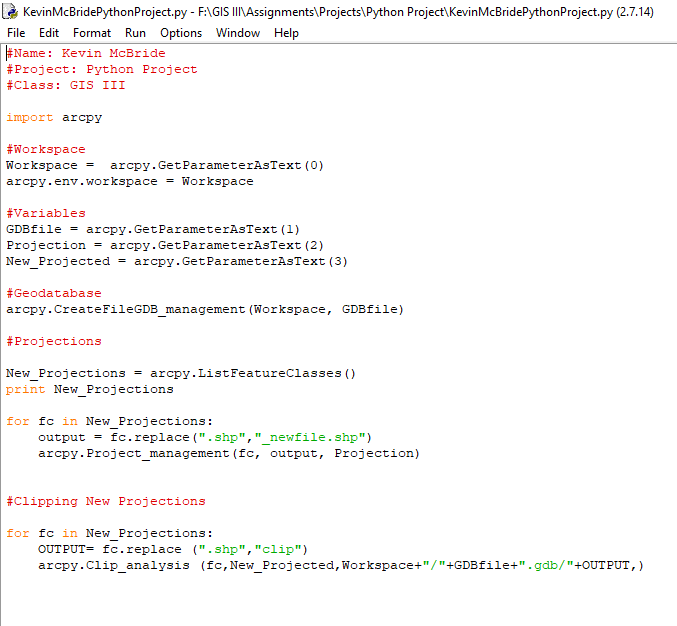 KevinMcBridePythonProject.py - F:\GIS III\Assignments\Projects\Python Project\KevinMcBridePythonProject.py (2.7.14)
File Edit Format Run Options Window Help
#Name: Kevin McBride
#Project: Python Project
#Class: GIS III
import arcpy
#Workspace
Workspace =  arcpy.GetParameterAsText(0)
arcpy.env.workspace = Workspace
#Variables
GDBfile = arcpy.GetParameterAsText(1)
Projection = arcpy.GetParameterAsText(2)
New_Projected = arcpy.GetParameterAsText(3)
#Geodatabase
arcpy.CreateFileGDB_management(Workspace, GDBfile)
#Projections
New_Projections = arcpy.ListFeatureClasses()
print New_Projections
for fc in New_Projections:
    output = fc.replace(".shp","_newfile.shp")
    arcpy.Project_management(fc, output, Projection)
#Clipping New Projections
for fc in New_Projections:
    OUTPUT= fc.replace (".shp","clip")
    arcpy.Clip_analysis (fc,New_Projected,Workspace+"/"+GDBfile+".gdb/"+OUTPUT,)